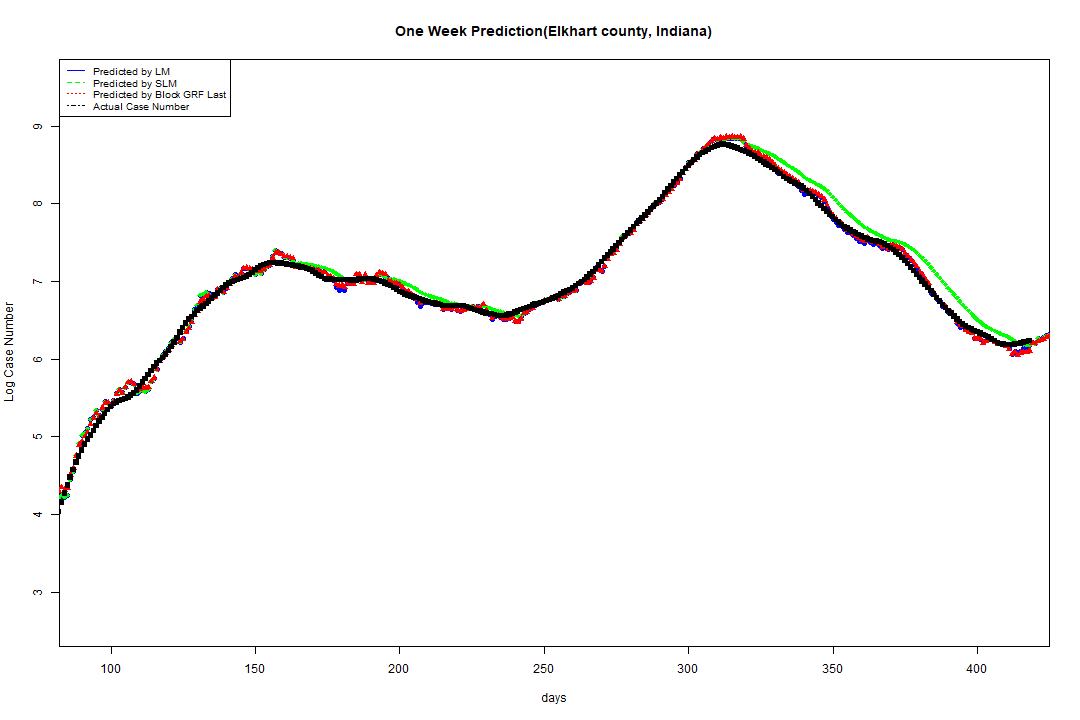 One Week Prediction(Elkhart county, Indiana)
Predicted by LM
Predicted by SLM
Predicted by Block GRF Last
Actual Case Number
9
8
7
6
5
4
3
Log Case Number
100 150 200 250 300 350 400
days